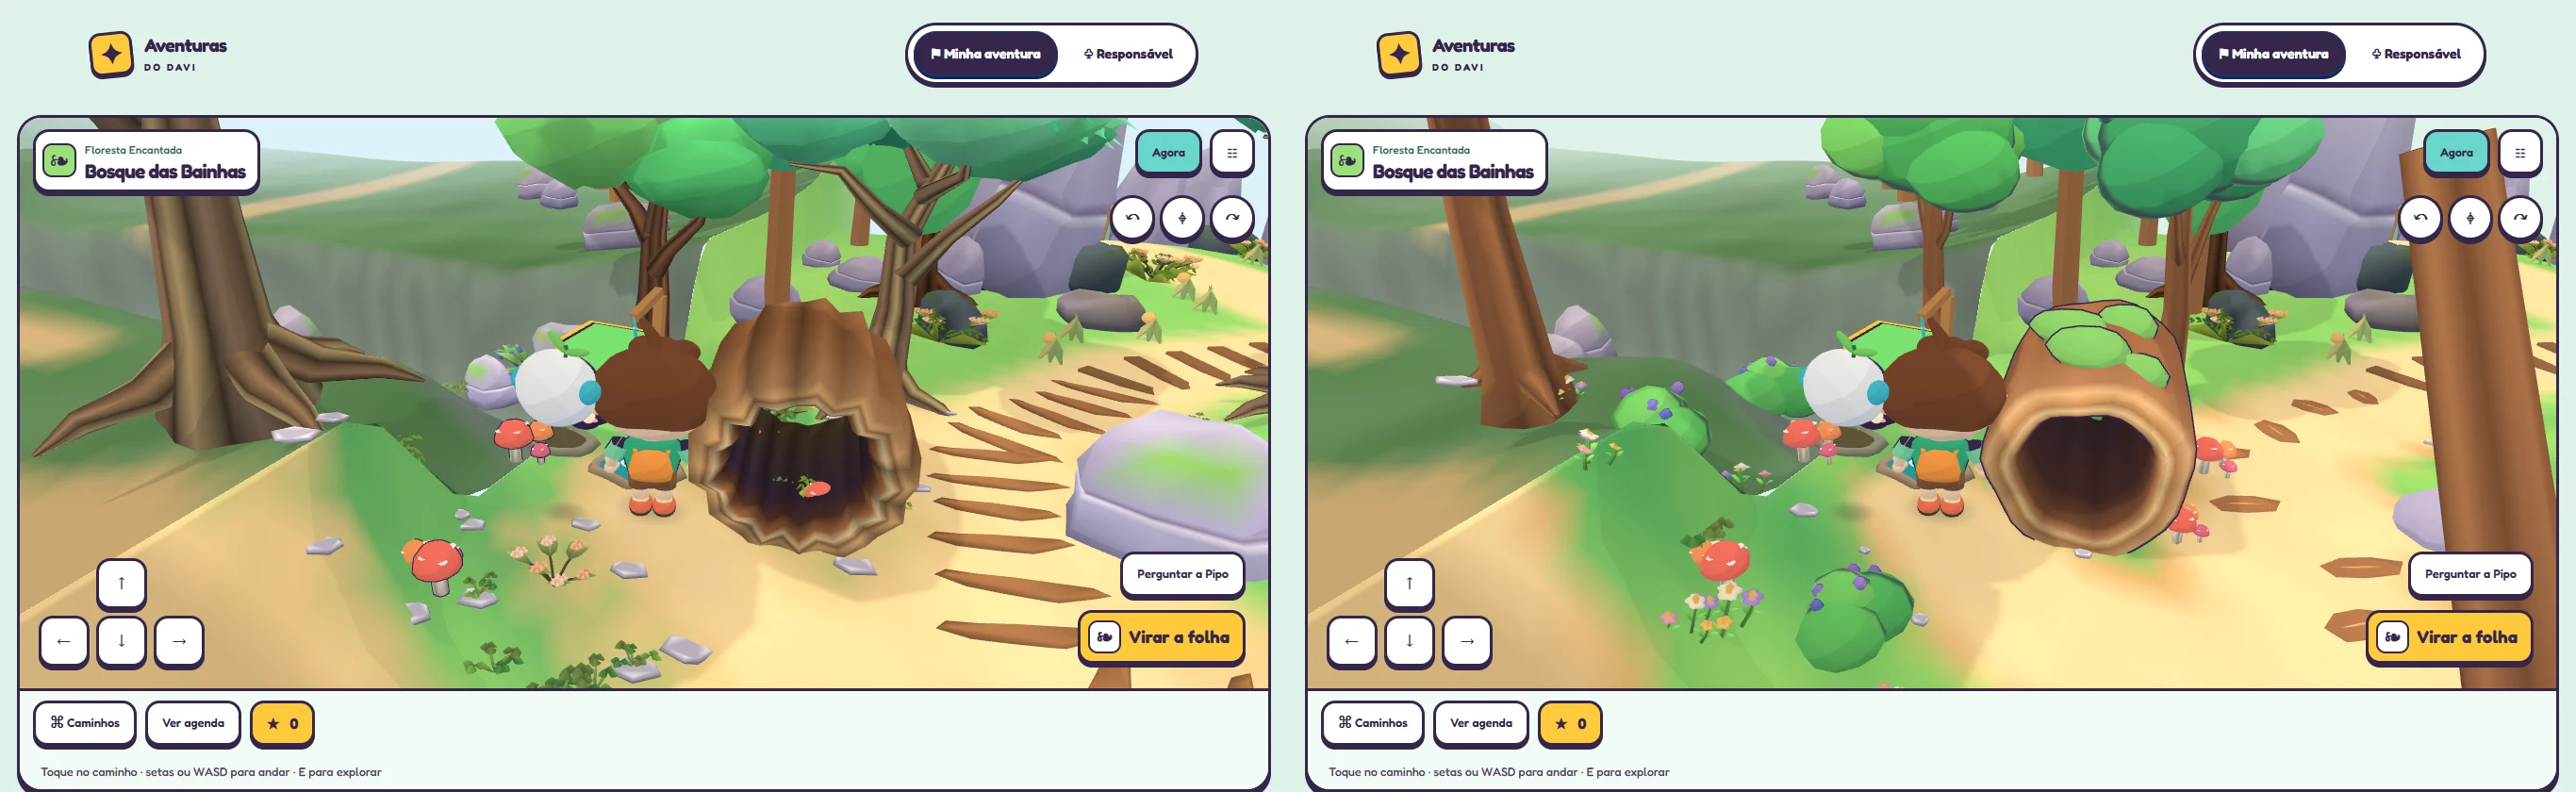 Aventuras
DO DAVI
Minha aventura
Responsável
Floresta Encantada
Bosque das Bainhas
Agora
Perguntar a Pipo
Virar a folha
Caminhos
Ver agenda
★ 0
Toque no caminho · setas ou WASD para andar · E para explorar
Aventuras
DO DAVI
Minha aventura
Responsável
Floresta Encantada
Bosque das Bainhas
Agora
Perguntar a Pipo
Virar a folha
Caminhos
Ver agenda
★ 0
Toque no caminho · setas ou WASD para andar · E para explorar